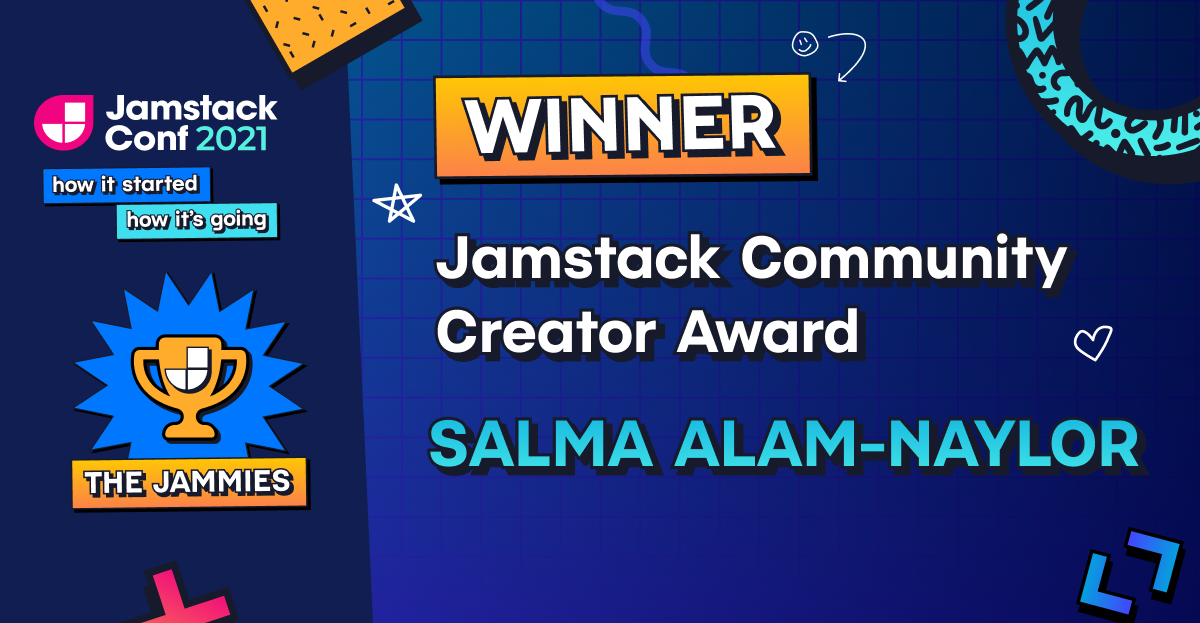 Jamstack
Conf 2021
how it started
how it's going
THE JAMMIES
WINNER
Jamstack Community
Creator Award
SALMA ALAM-NAYLOR